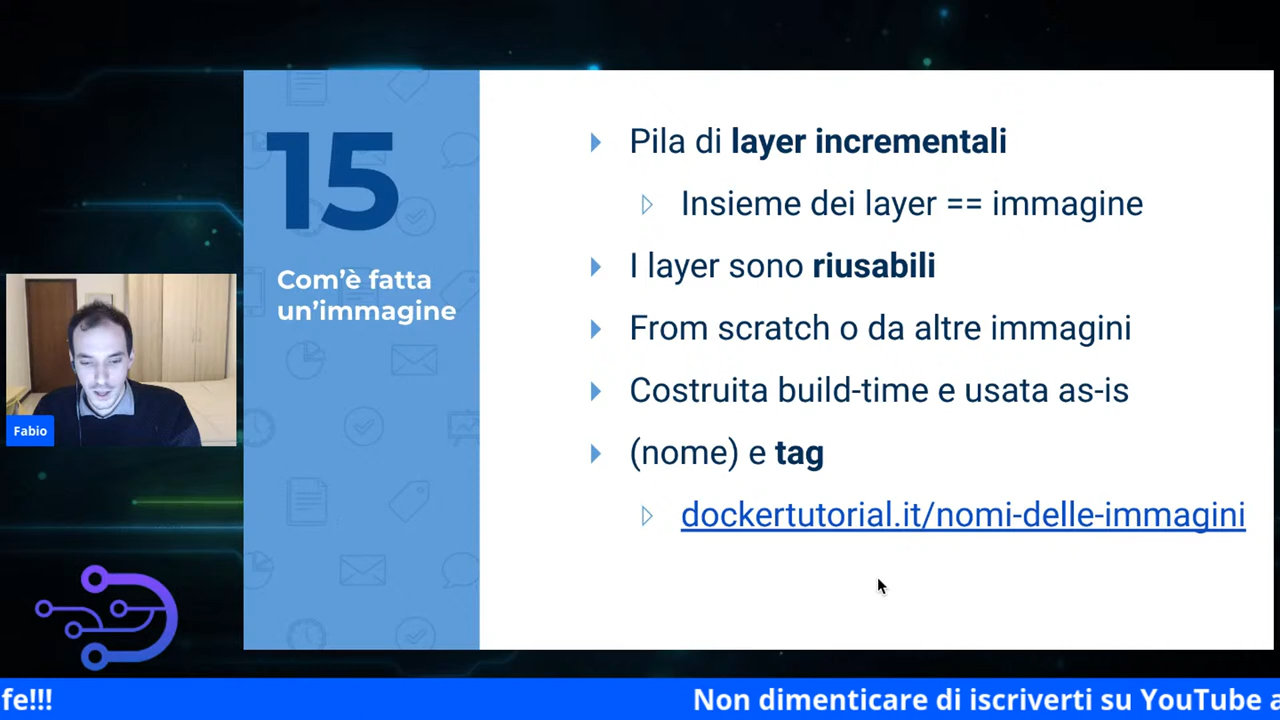 15
Com'è fatta
un'immagine
Pila di layer incrementali
Insieme dei layer == immagine
I layer sono riusabili
From scratch o da altre immagini
Costruita build-time e usata as-is
(nome) e tag
dockertutorial.it/nomi-delle-immagini
Fabio
fe!!! Non dimenticare di iscriverti su YouTube a